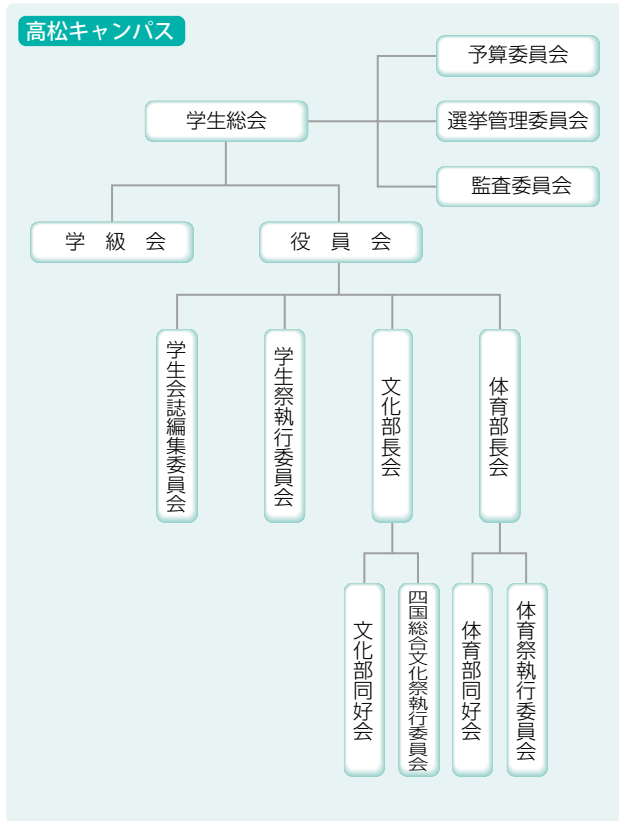 高松キャンパス
予算委員会
学生総会
選挙管理委員会
監査委員会
学級会
役員会
学生会誌編集委員会
学生祭執行委員会
文化部長会
体育部長会
文化部同好会
四国総合文化祭執行委員会
体育部同好会
体育祭執行委員会